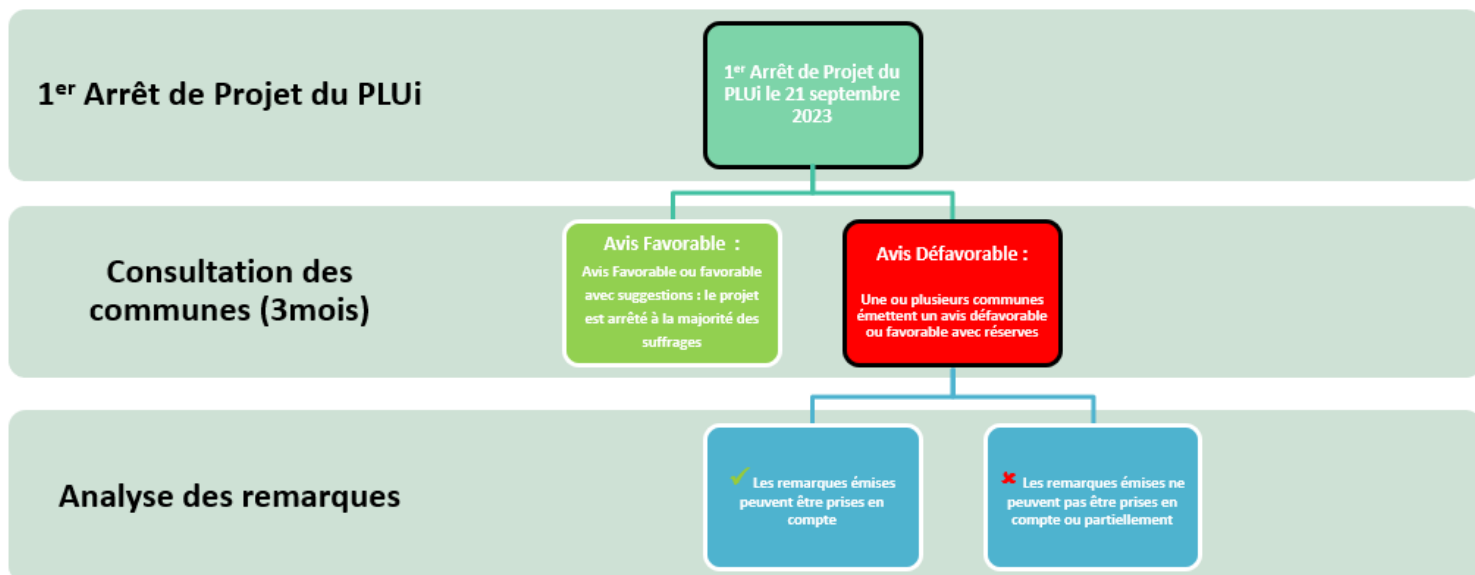 1er Arrêt de Projet du PLUi
1er Arrêt de Projet du
PLUi le 21 septembre
2023
Consultation des
communes (3mois)
Avis Favorable :
Avis Favorable ou favorable
avec suggestions : le projet
est arrêté à la majorité des
suffrages
Avis Défavorable :
Une ou plusieurs communes
émettent un avis défavorable
ou favorable avec réserves
Analyse des remarques
✓ Les remarques émises
peuvent être prises en
compte
✖ Les remarques émises ne
peuvent pas être prises en
compte ou partiellement